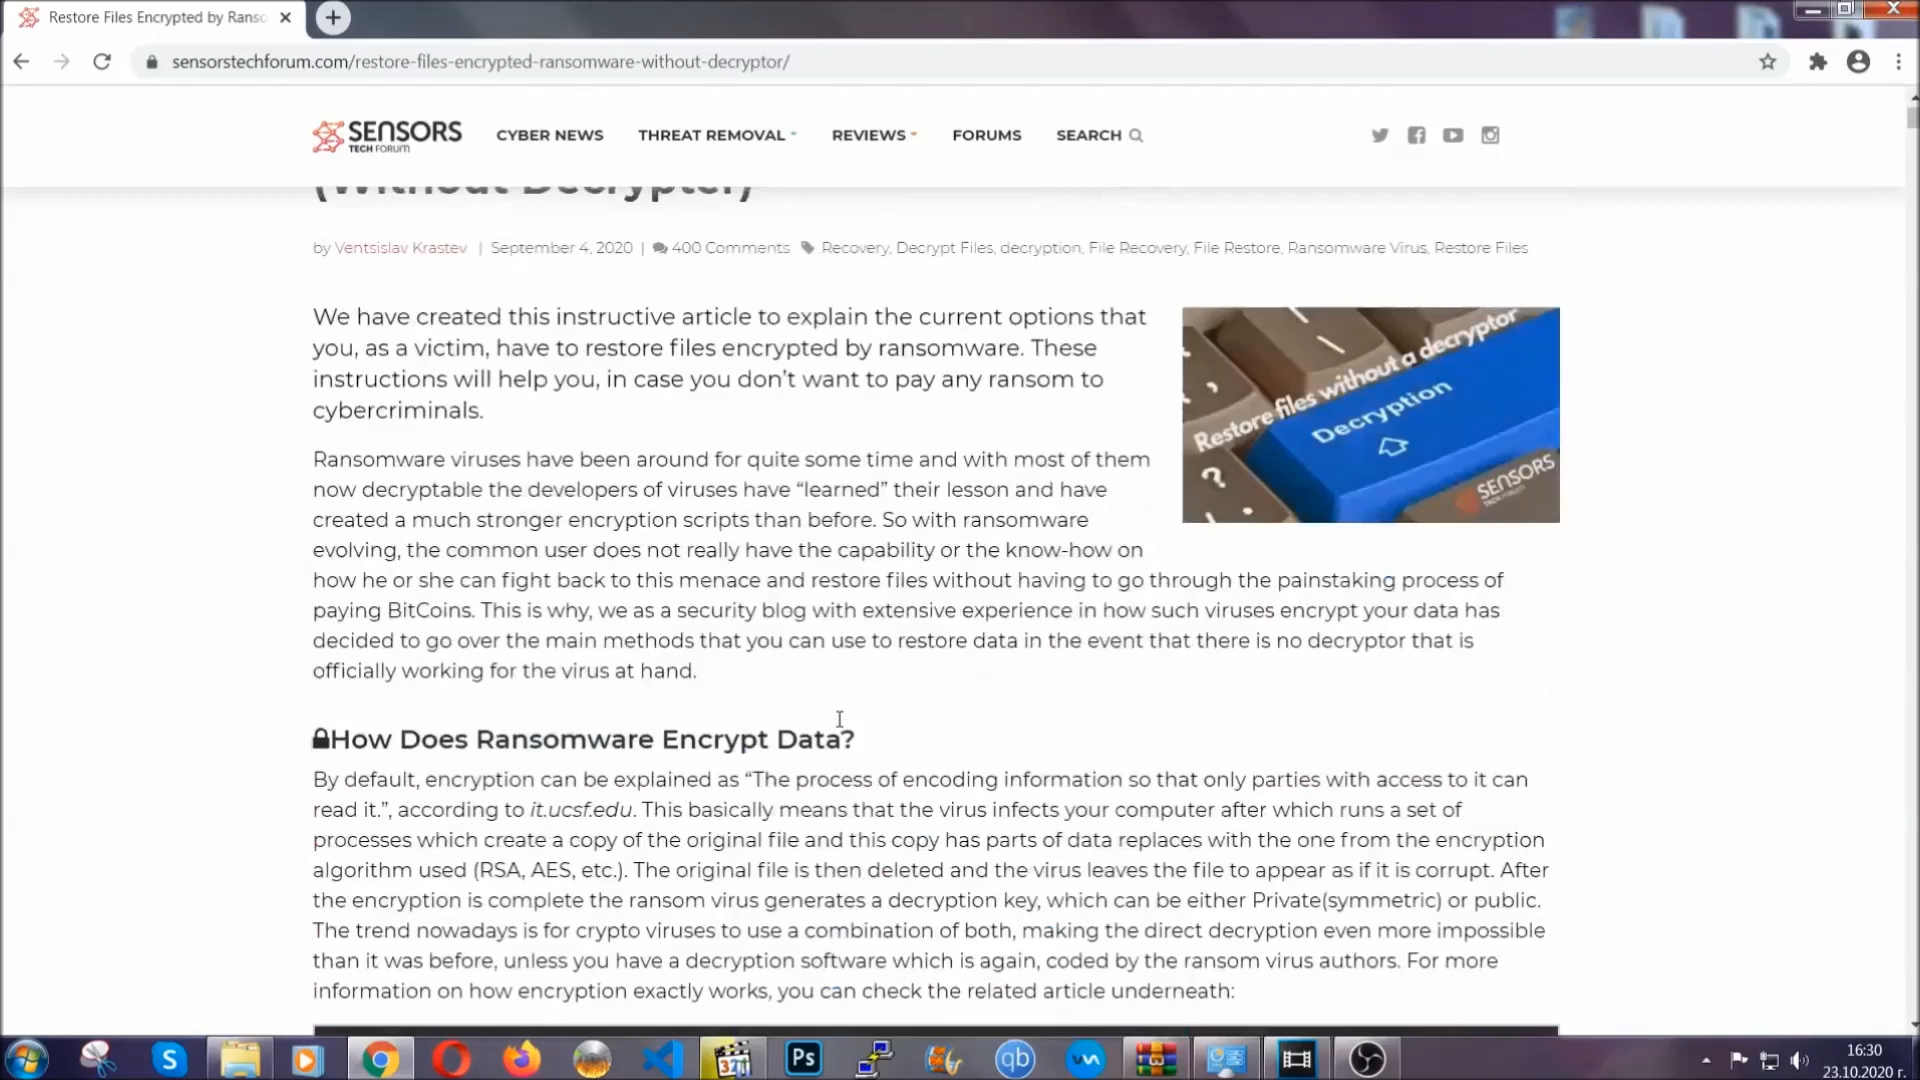 Restore Files Encrypted by Ranso
sensorstechforum.com/restore-files-encrypted-ransomware-without-decryptor/
SENSORS
TECH FORUM
CYBER NEWS
THREAT REMOVAL
REVIEWS
FORUMS
SEARCH
(Without Decrypter)
by Ventsislav Krastev | September 4, 2020 | 400 Comments Recovery, Decrypt Files, decryption, File Recovery, File Restore, Ransomware Virus, Restore Files
We have created this instructive article to explain the current options that
you, as a victim, have to restore files encrypted by ransomware. These
instructions will help you, in case you don’t want to pay any ransom to
cybercriminals.
Restore files without a decryptor
Decryption
SENSORS
Ransomware viruses have been around for quite some time and with most of them
now decryptable the developers of viruses have “learned” their lesson and have
created a much stronger encryption scripts than before. So with ransomware
evolving, the common user does not really have the capability or the know-how on
how he or she can fight back to this menace and restore files without having to go through the painstaking process of
paying BitCoins. This is why, we as a security blog with extensive experience in how such viruses encrypt your data has
decided to go over the main methods that you can use to restore data in the event that there is no decryptor that is
officially working for the virus at hand.
How Does Ransomware Encrypt Data?
By default, encryption can be explained as “The process of encoding information so that only parties with access to it can
read it.”, according to it.ucsf.edu. This basically means that the virus infects your computer after which runs a set of
processes which create a copy of the original file and this copy has parts of data replaces with the one from the encryption
algorithm used (RSA, AES, etc.). The original file is then deleted and the virus leaves the file to appear as if it is corrupt. After
the encryption is complete the ransom virus generates a decryption key, which can be either Private(symmetric) or public.
The trend nowadays is for crypto viruses to use a combination of both, making the direct decryption even more impossible
than it was before, unless you have a decryption software which is again, coded by the ransom virus authors. For more
information on how encryption exactly works, you can check the related article underneath:
321
Ps
qb
16:30
23.10.2020 г.